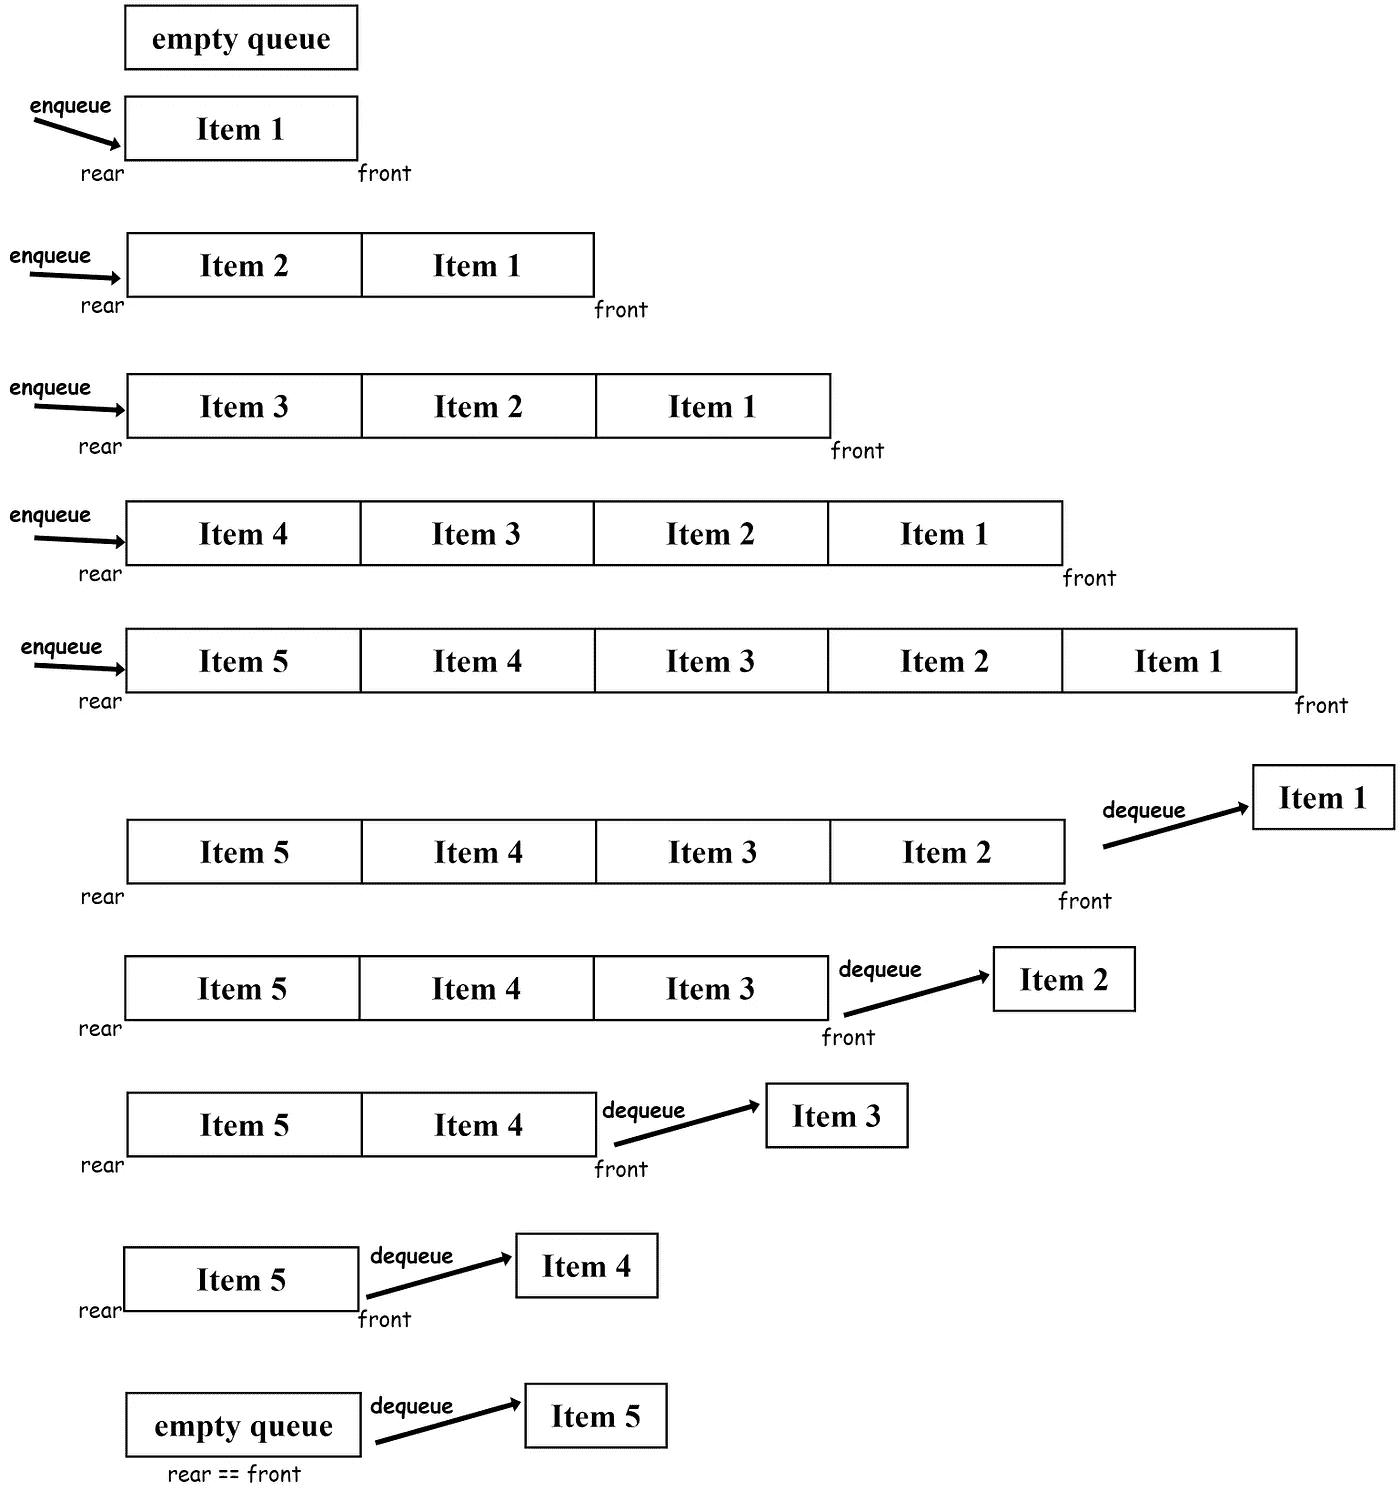 empty queue
enqueue
Item 1
rear front
enqueue
Item 2 Item 1
rear front
enqueue
Item 3 Item 2 Item 1
rear front
enqueue
Item 4 Item 3 Item 2 Item 1
rear front
enqueue
Item 5 Item 4 Item 3 Item 2 Item 1
rear front
dequeue Item 1
Item 5 Item 4 Item 3 Item 2
rear front
dequeue Item 2
Item 5 Item 4 Item 3
rear front
dequeue Item 3
Item 5 Item 4
rear front
dequeue Item 4
Item 5
rear front
dequeue Item 5
empty queue
rear == front